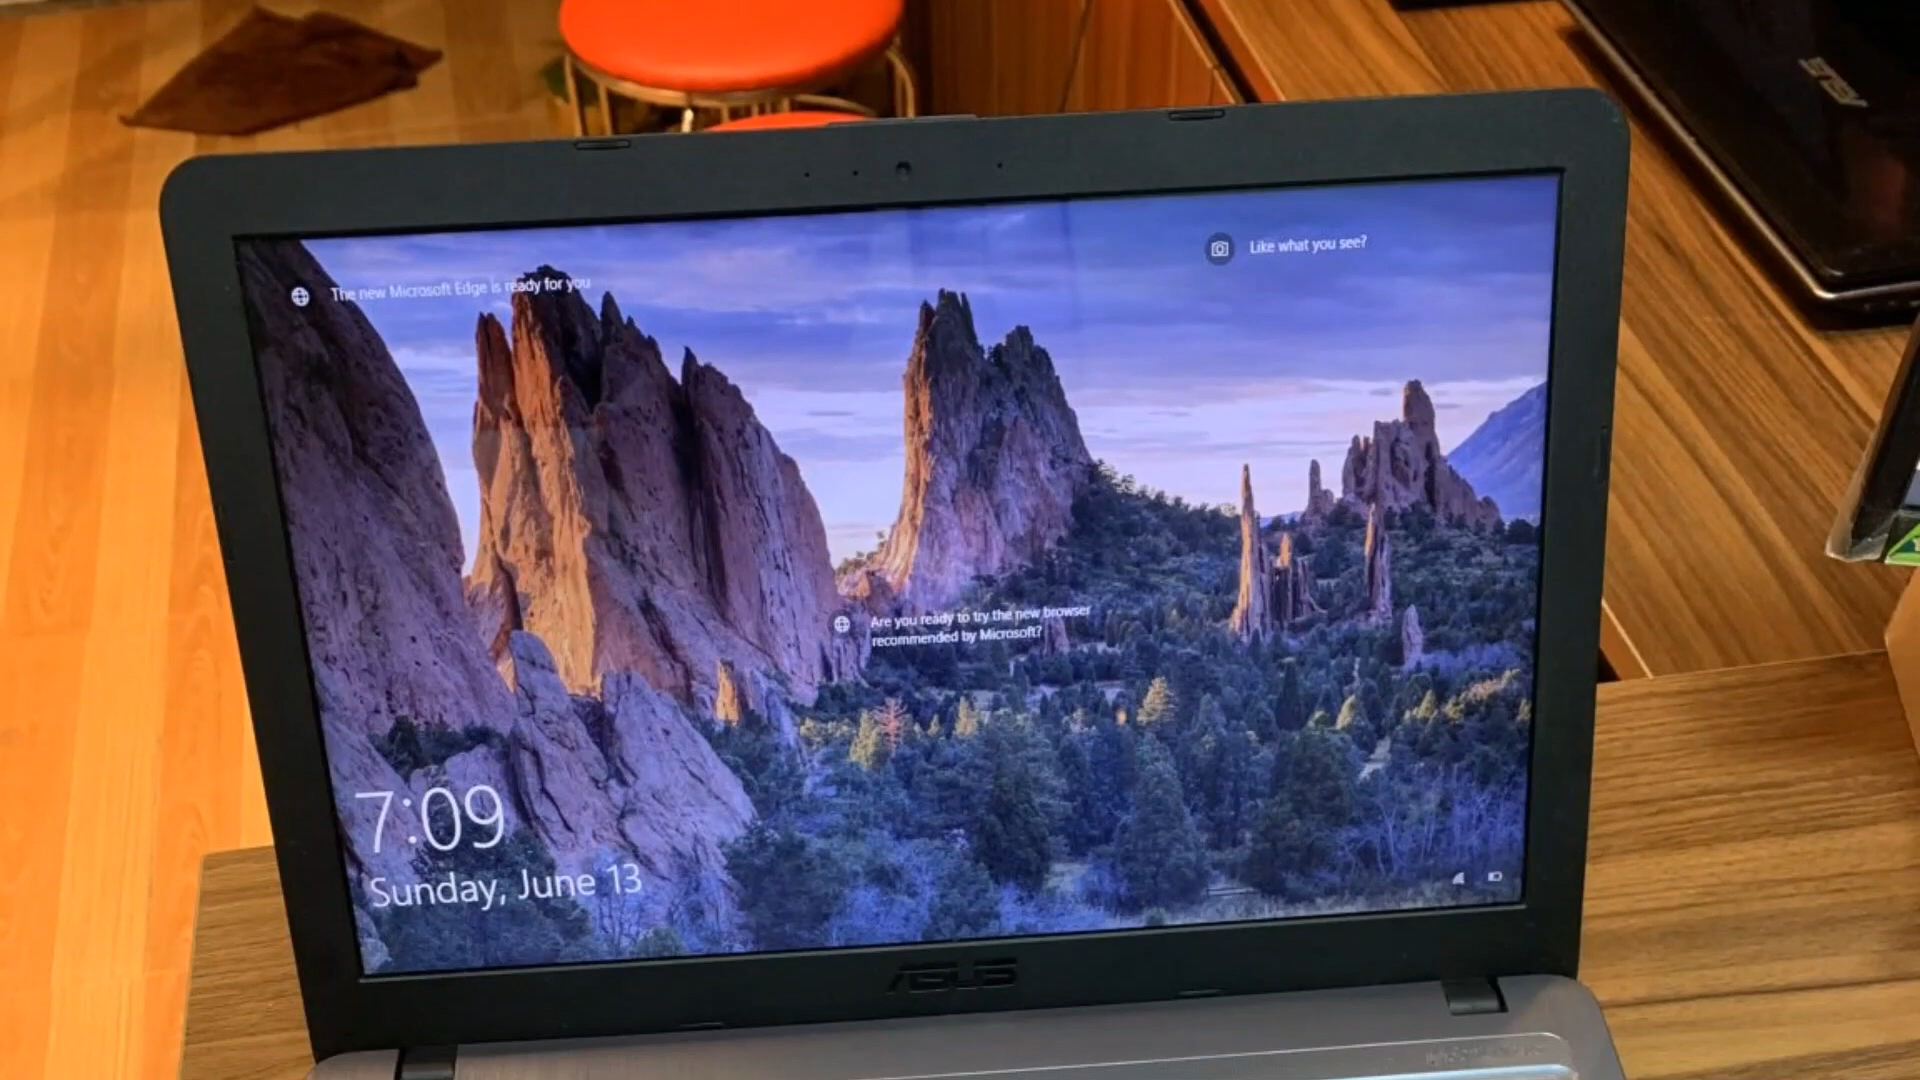 ASUS
The new Microsoft Edge is ready for you
Like what you see?
Are you ready to try the new browser
recommended by Microsoft?
7:09
Sunday, June 13
ASUS